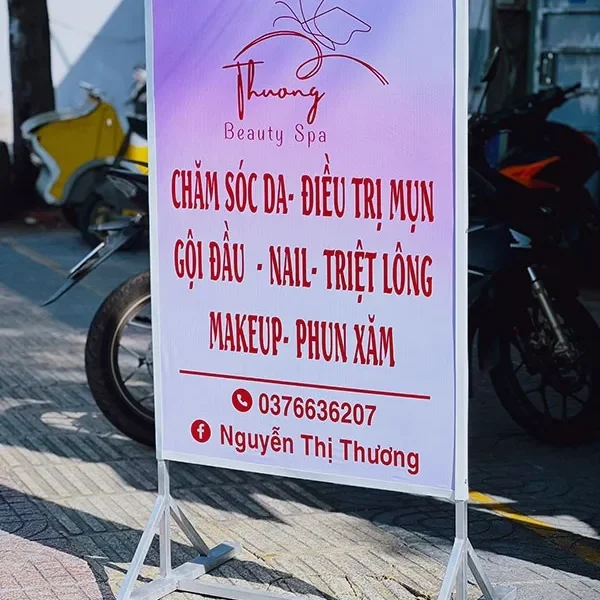 Thương
Beauty Spa
CHĂM SÓC DA- ĐIỀU TRỊ MỤN
GỘI ĐẦU - NAIL- TRIỆT LÔNG
MAKEUP- PHUN XĂM
0376636207
Nguyễn Thị Thương